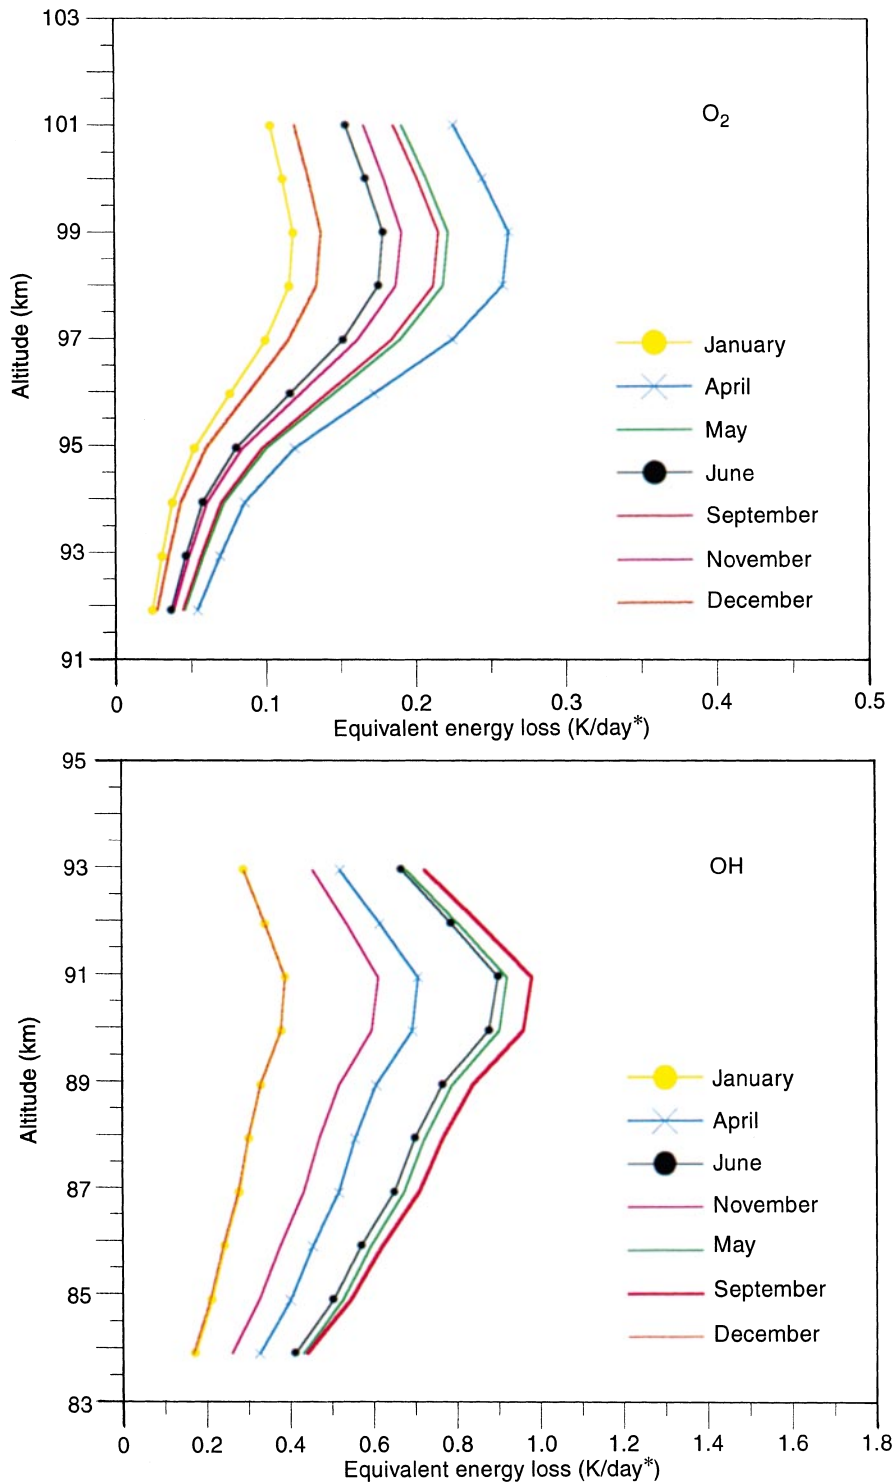 103
O2
101
99
97
95
93
91
Altitude (km)
January
April
May
June
September
November
December
0 0.1 0.2 0.3 0.4 0.5
Equivalent energy loss (K/day*)
95
OH
93
91
89
87
85
83
Altitude (km)
January
April
June
November
May
September
December
0 0.2 0.4 0.6 0.8 1.0 1.2 1.4 1.6 1.8
Equivalent energy loss (K/day*)